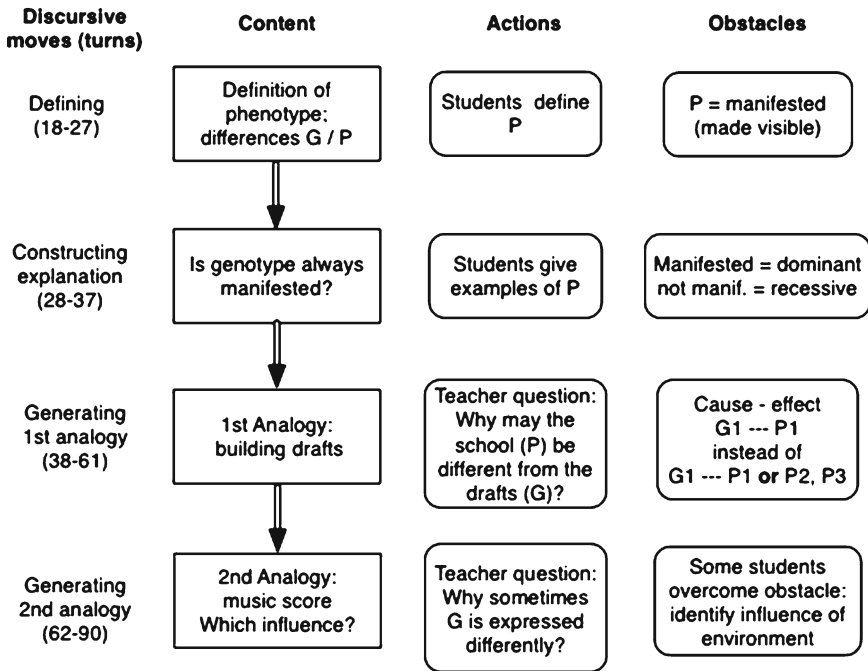 Discursive
moves (turns)
Content
Actions
Obstacles
Defining
(18-27)
Definition of
phenotype:
differences G / P
Students define
P
P = manifested
(made visible)
Constructing
explanation
(28-37)
Is genotype always
manifested?
Students give
examples of P
Manifested = dominant
not manif. = recessive
Generating
1st analogy
(38-61)
1st Analogy:
building drafts
Teacher question:
Why may the
school (P) be
different from the
drafts (G)?
Cause - effect
G1 --- P1
instead of
G1 --- P1 or P2, P3
Generating
2nd analogy
(62-90)
2nd Analogy:
music score
Which influence?
Teacher question:
Why sometimes
G is expressed
differently?
Some students
overcome obstacle:
identify influence of
environment